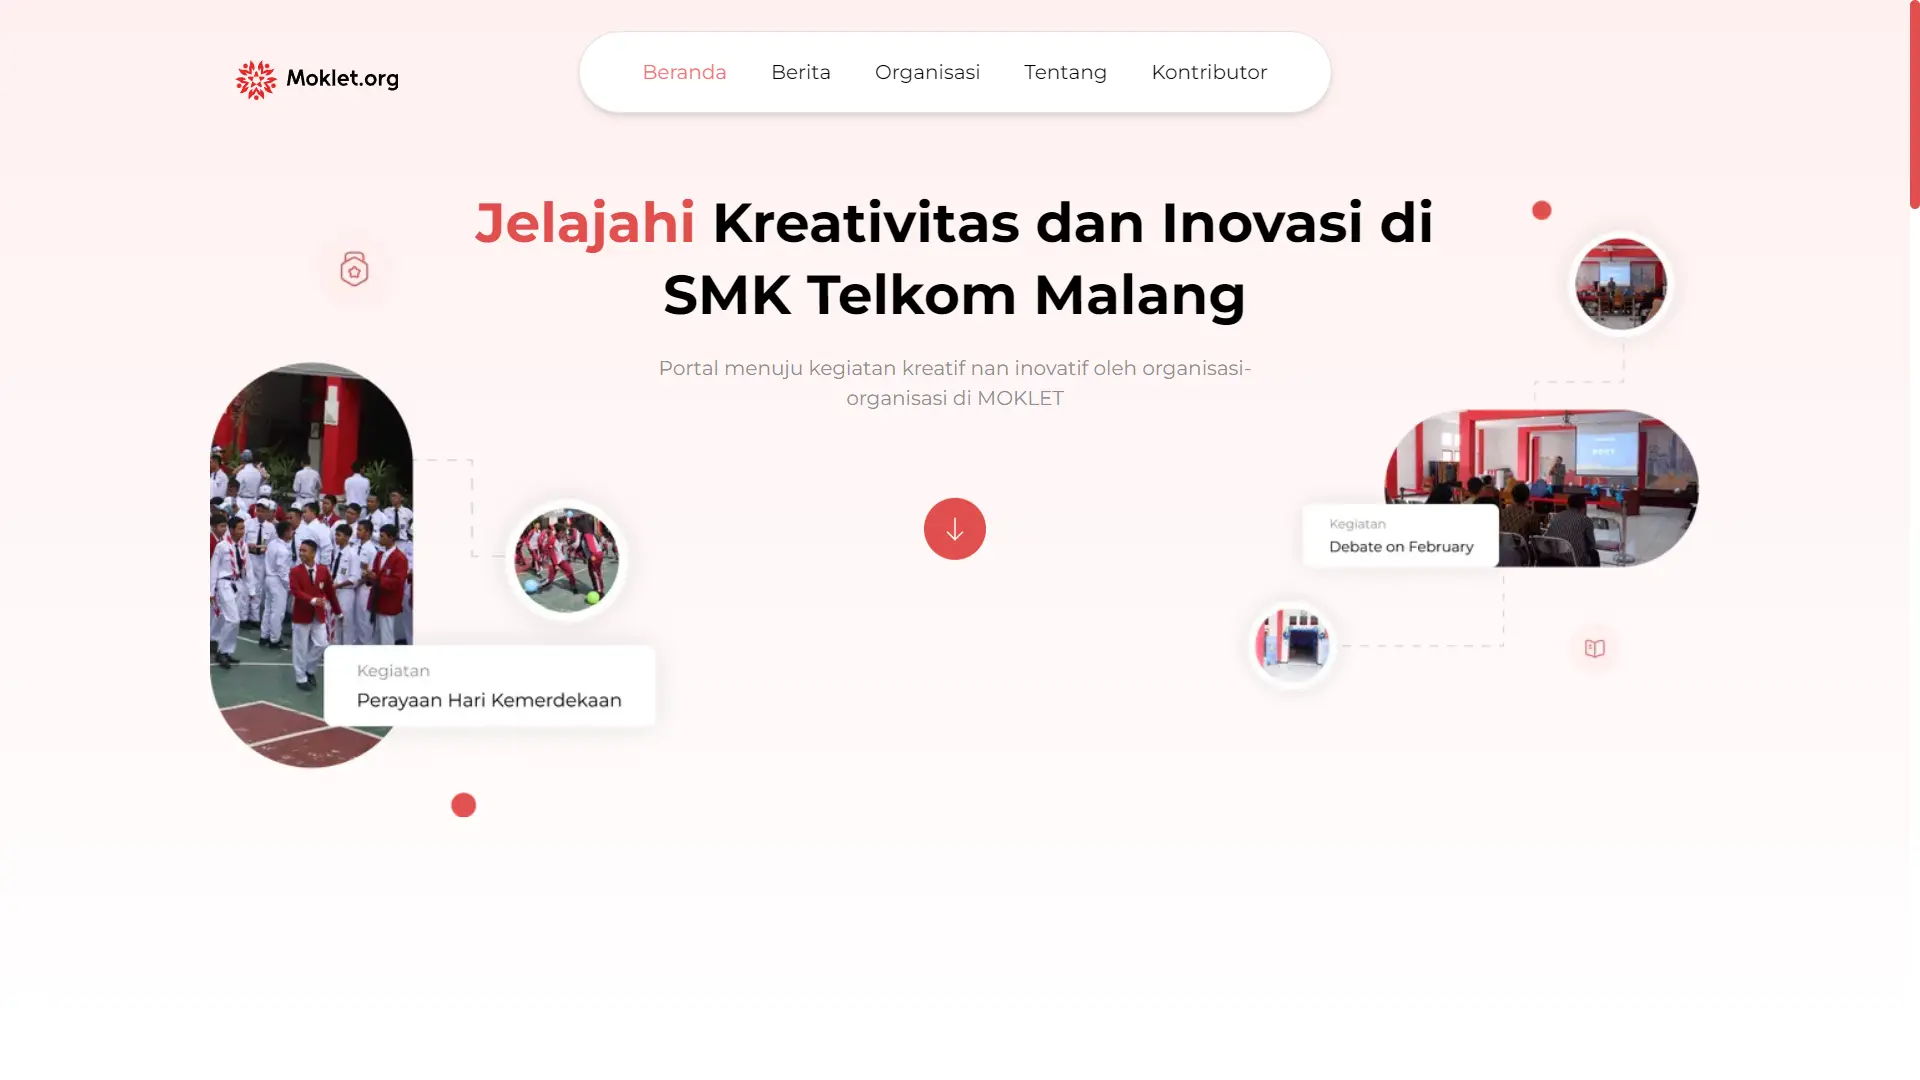 Moklet.org
Beranda
Berita
Organisasi
Tentang
Kontributor
Jelajahi Kreativitas dan Inovasi di
SMK Telkom Malang
Portal menuju kegiatan kreatif nan inovatif oleh organisasi-
organisasi di MOKLET
Kegiatan
Debate on February
Kegiatan
Perayaan Hari Kemerdekaan